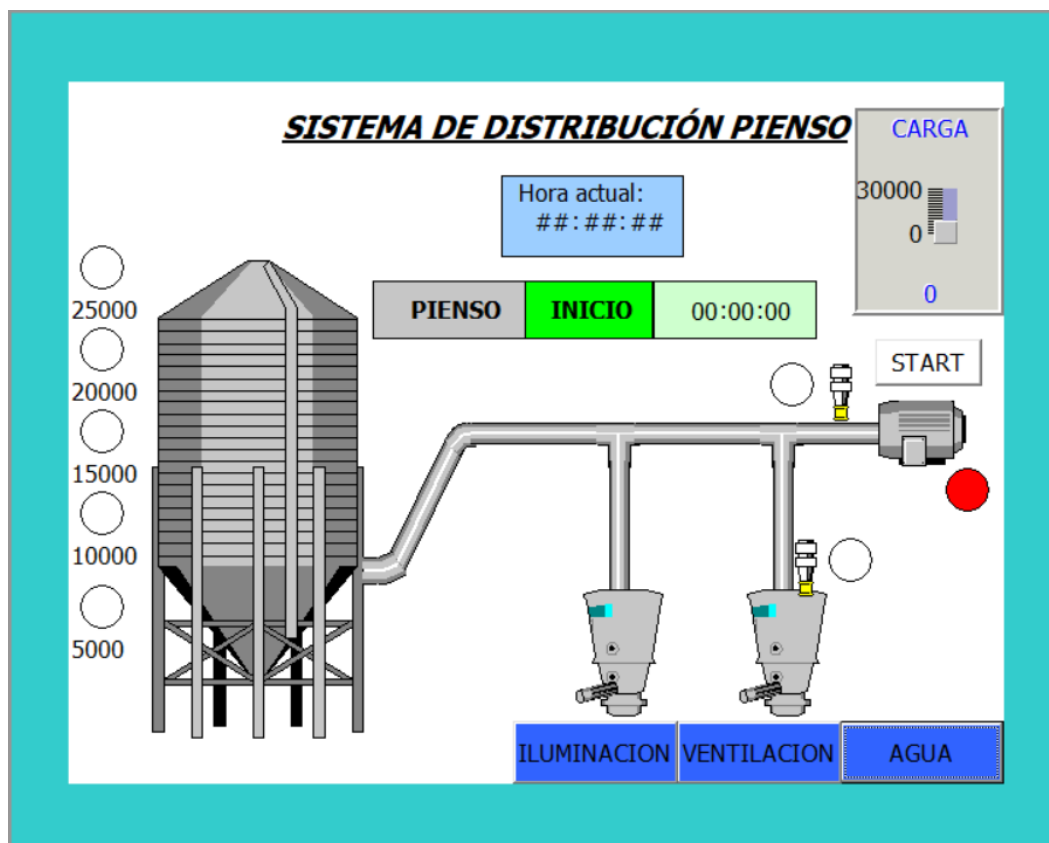 SISTEMA DE DISTRIBUCIÓN PIENSO
CARGA
30000
0
0
Hora actual:
##:##:##
PIENSO INICIO 00:00:00
START
25000
20000
15000
10000
5000
ILUMINACION VENTILACION AGUA